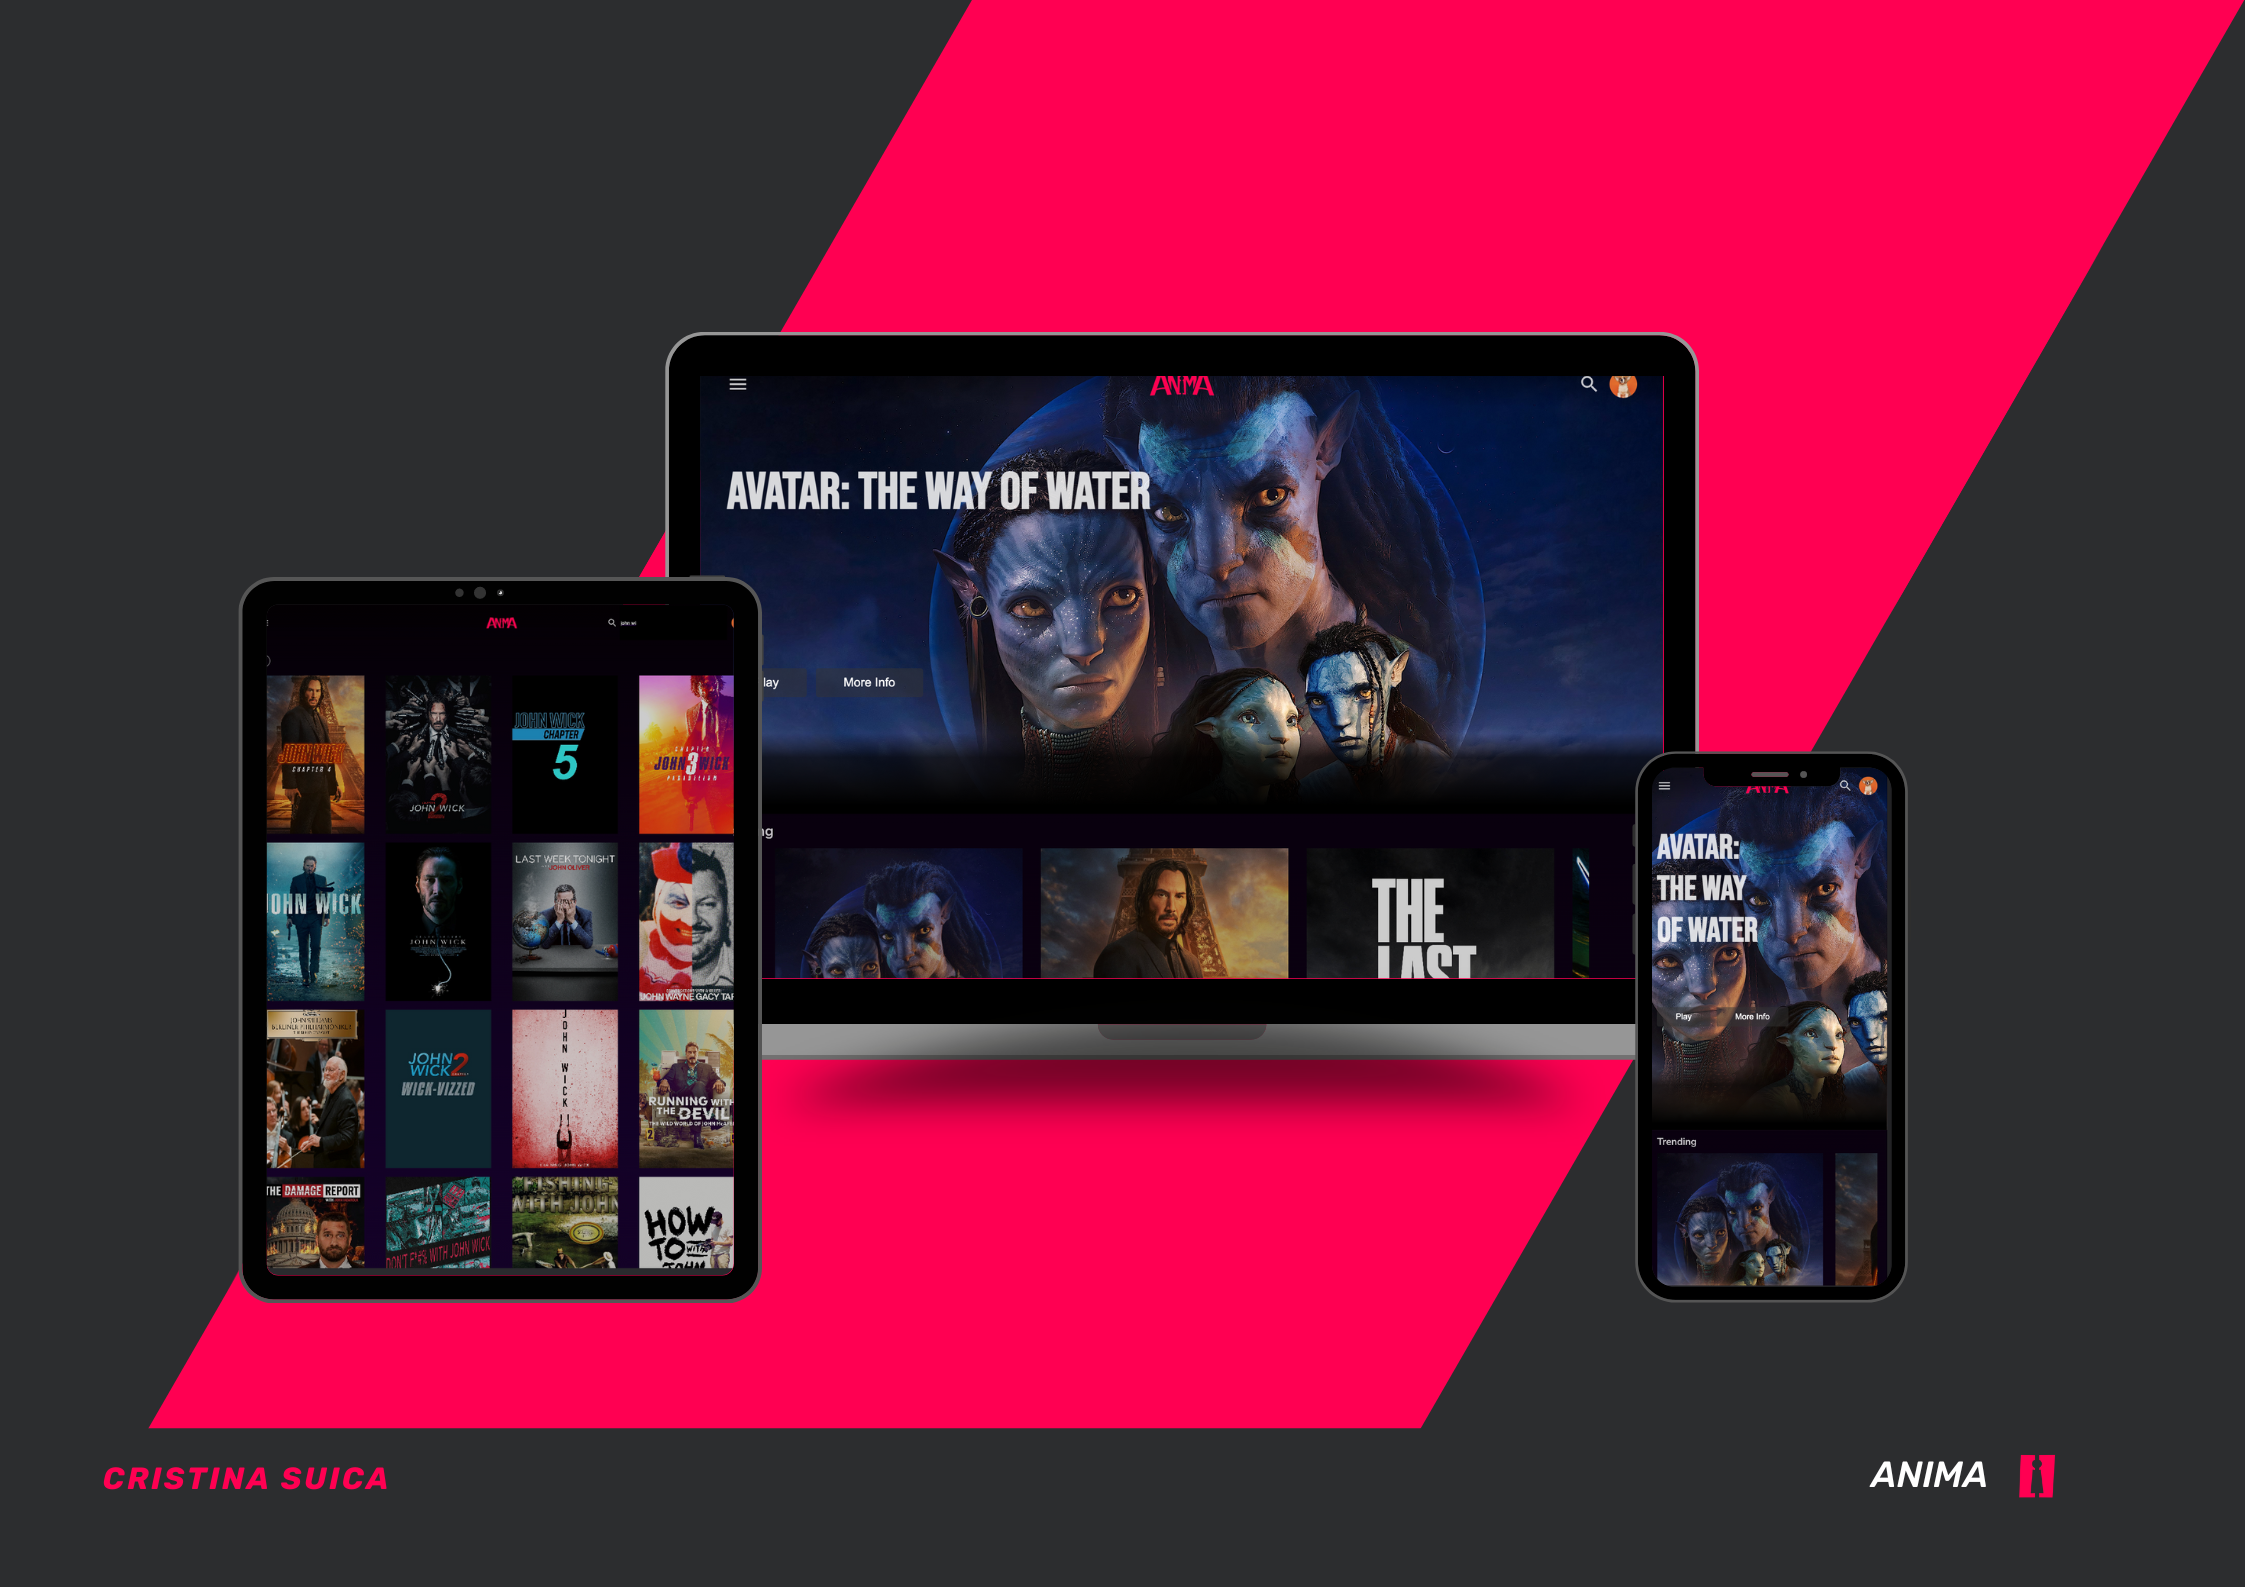 ANIMA
AVATAR: THE WAY OF WATER
lay
More Info
ng
THE
LAST
ANIMA
john wi
JOHN WICK
CHAPTER 4
JOHN WICK
2
JOHN WICK
CHAPTER
5
CHAPTER
JOHN 3 WICK
PARABELLUM
JOHN WICK
JOHN WICK
LAST WEEK TONIGHT
WITH JOHN OLIVER
JOHN WAYNE GACY TAP
JOHN WILLIAMS
BERLINER PHILHARMONIKER
JOHN 2
WICK
WICK-VIZZED
JOHN WICK
RUNNING WITH
THE DEVIL
THE WILD WORLD OF JOHN McAFEE
THE DAMAGE REPORT
DON'T F*% WITH JOHN WICK
FISHING
WITH JOHN
HOW
TO WITH
JOHN
ANIMA
AVATAR:
THE WAY
OF WATER
Play
More Info
Trending
CRISTINA SUICA
ANIMA